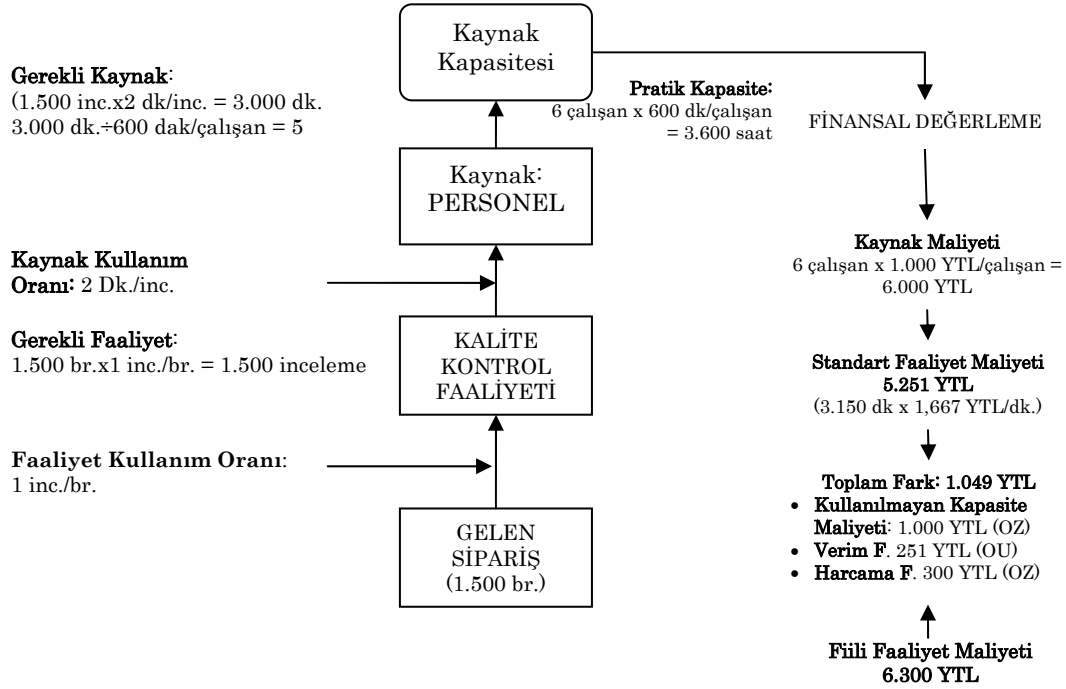 Kaynak
Kapasitesi
Gerekli Kaynak:
(1.500 inc.x2 dk/inc. = 3.000 dk.
3.000 dk.÷600 dak/çalışan = 5
Pratik Kapasite:
6 çalışan x 600 dk/çalışan
= 3.600 saat
FİNANSAL DEĞERLEME
Kaynak:
PERSONEL
Kaynak Kullanım
Oranı: 2 Dk./inc.
Kaynak Maliyeti
6 çalışan x 1.000 YTL/çalışan =
6.000 YTL
Gerekli Faaliyet:
1.500 br.x1 inc./br. = 1.500 inceleme
KALİTE
KONTROL
FAALİYETİ
Standart Faaliyet Maliyeti
5.251 YTL
(3.150 dk x 1,667 YTL/dk.)
Faaliyet Kullanım Oranı:
1 inc./br.
Toplam Fark: 1.049 YTL
• Kullanılmayan Kapasite
Maliyeti: 1.000 YTL (OZ)
• Verim F. 251 YTL (OU)
• Harcama F. 300 YTL (OZ)
GELEN
SİPARİŞ
(1.500 br.)
Fiili Faaliyet Maliyeti
6.300 YTL